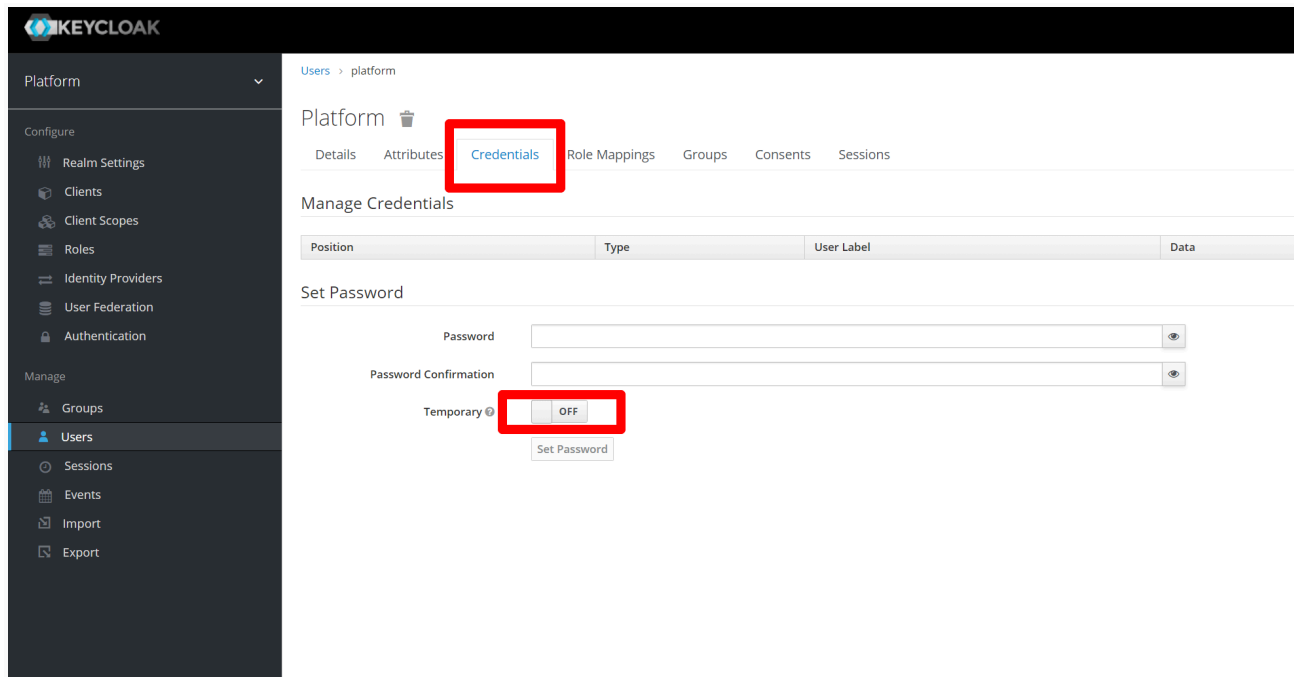 KEYCLOAK
Platform
Users > platform
Platform
Configure
Details Attributes Credentials Role Mappings Groups Consents Sessions
Realm Settings
Clients
Manage Credentials
Client Scopes
Position Type User Label Data
Roles
Identity Providers
Set Password
User Federation
Password
Authentication
Password Confirmation
Manage
Groups
Temporary OFF
Users
Set Password
Sessions
Events
Import
Export